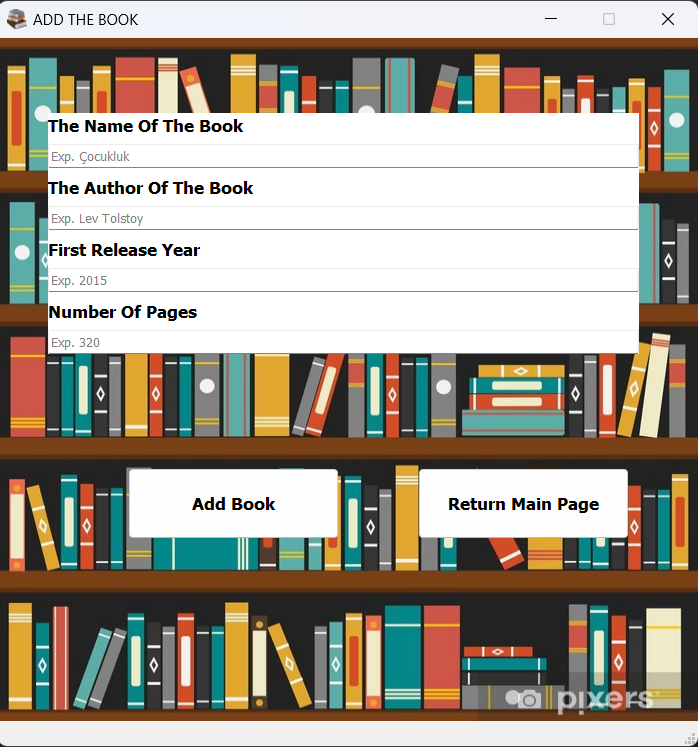 ADD THE BOOK
The Name Of The Book
Exp. Çocukluk
The Author Of The Book
Exp. Lev Tolstoy
First Release Year
Exp. 2015
Number Of Pages
Exp. 320
Add Book
Return Main Page
pixers